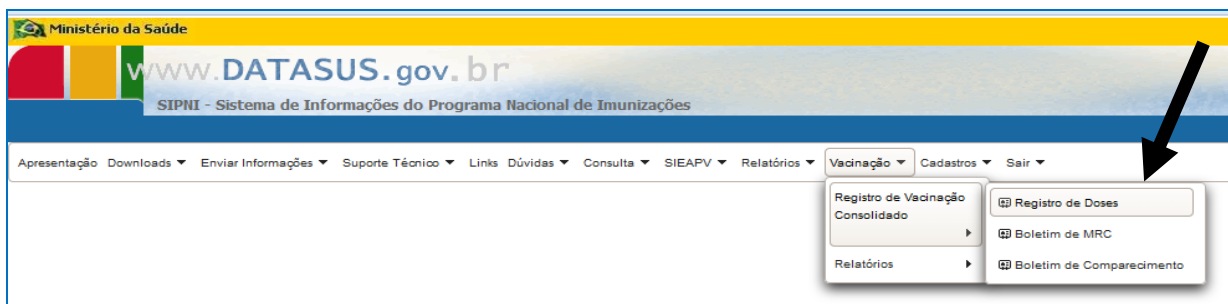 Ministério da Saúde
www.DATASUS.gov.br
SIPNI - Sistema de Informações do Programa Nacional de Imunizações
Apresentação Downloads Enviar Informações Suporte Técnico Links Dúvidas Consulta SIEAPV Relatórios Vacinação Cadastros Sair
Registro de Vacinação
Consolidado
Relatórios
Registro de Doses
Boletim de MRC
Boletim de Comparecimento